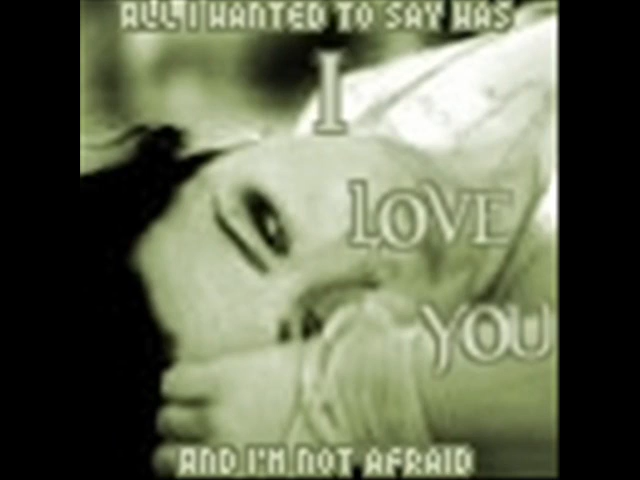 ALL I WANTED TO SAY WAS
I
LOVE
YOU
AND I'M NOT AFRAID